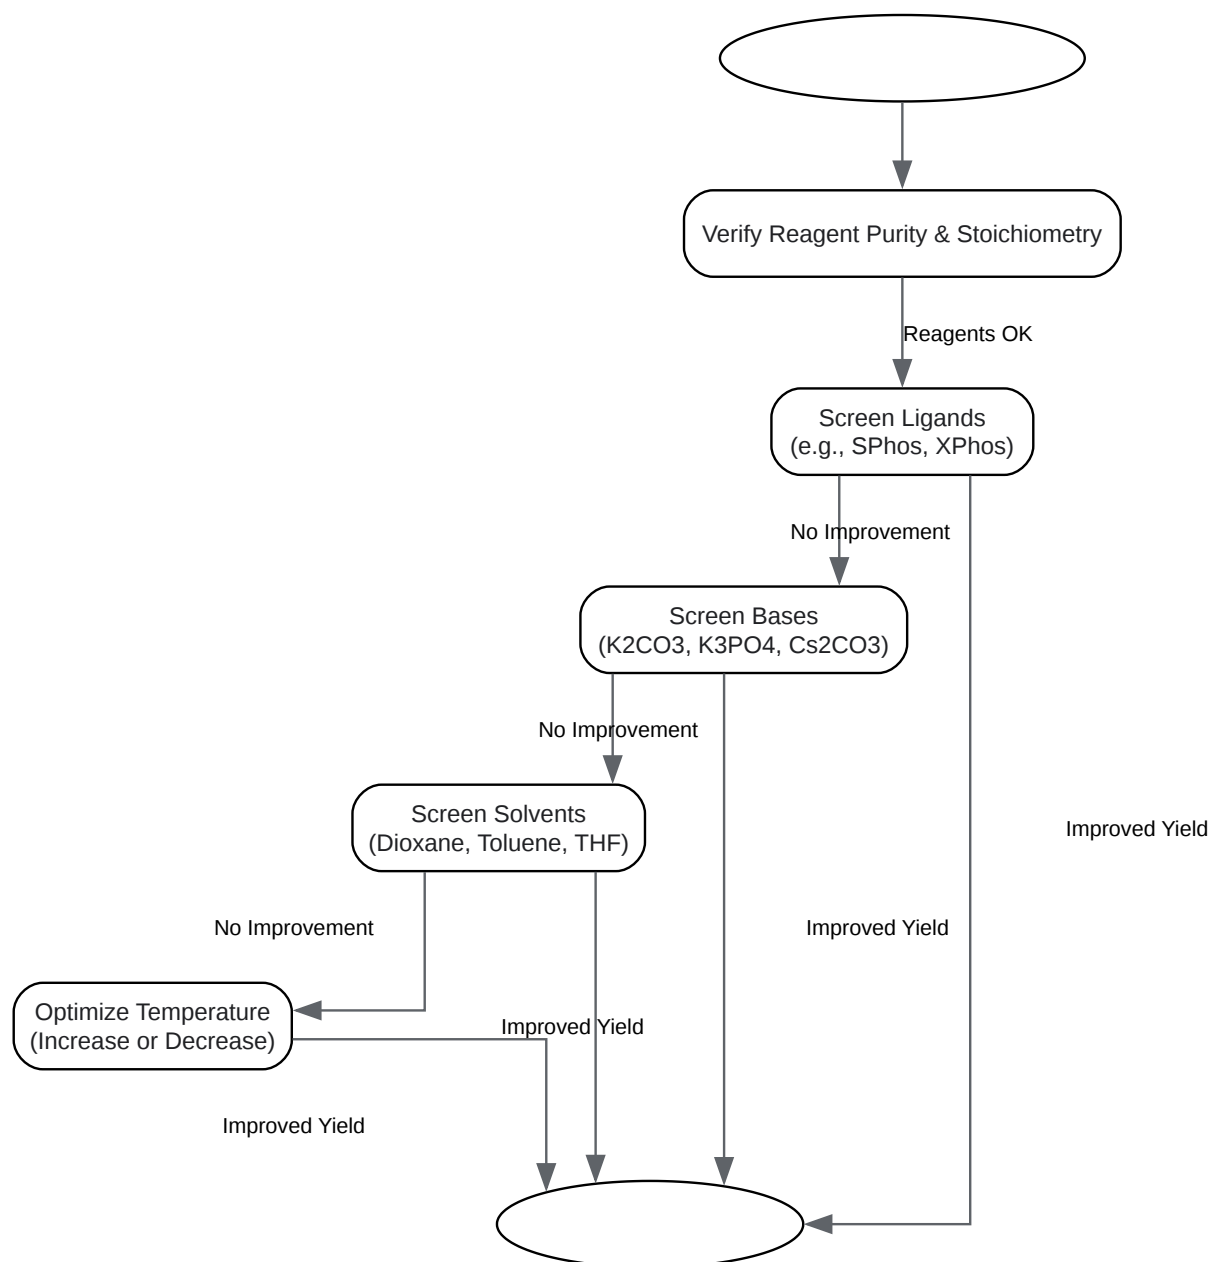 Verify Reagent Purity & Stoichiometry
Reagents OK
Screen Ligands
(e.g., SPhos, XPhos)
No Improvement
Screen Bases
(K2CO3, K3PO4, Cs2CO3)
No Improvement
Screen Solvents
(Dioxane, Toluene, THF)
Improved Yield
No Improvement
Improved Yield
Optimize Temperature
(Increase or Decrease)
Improved Yield
Improved Yield